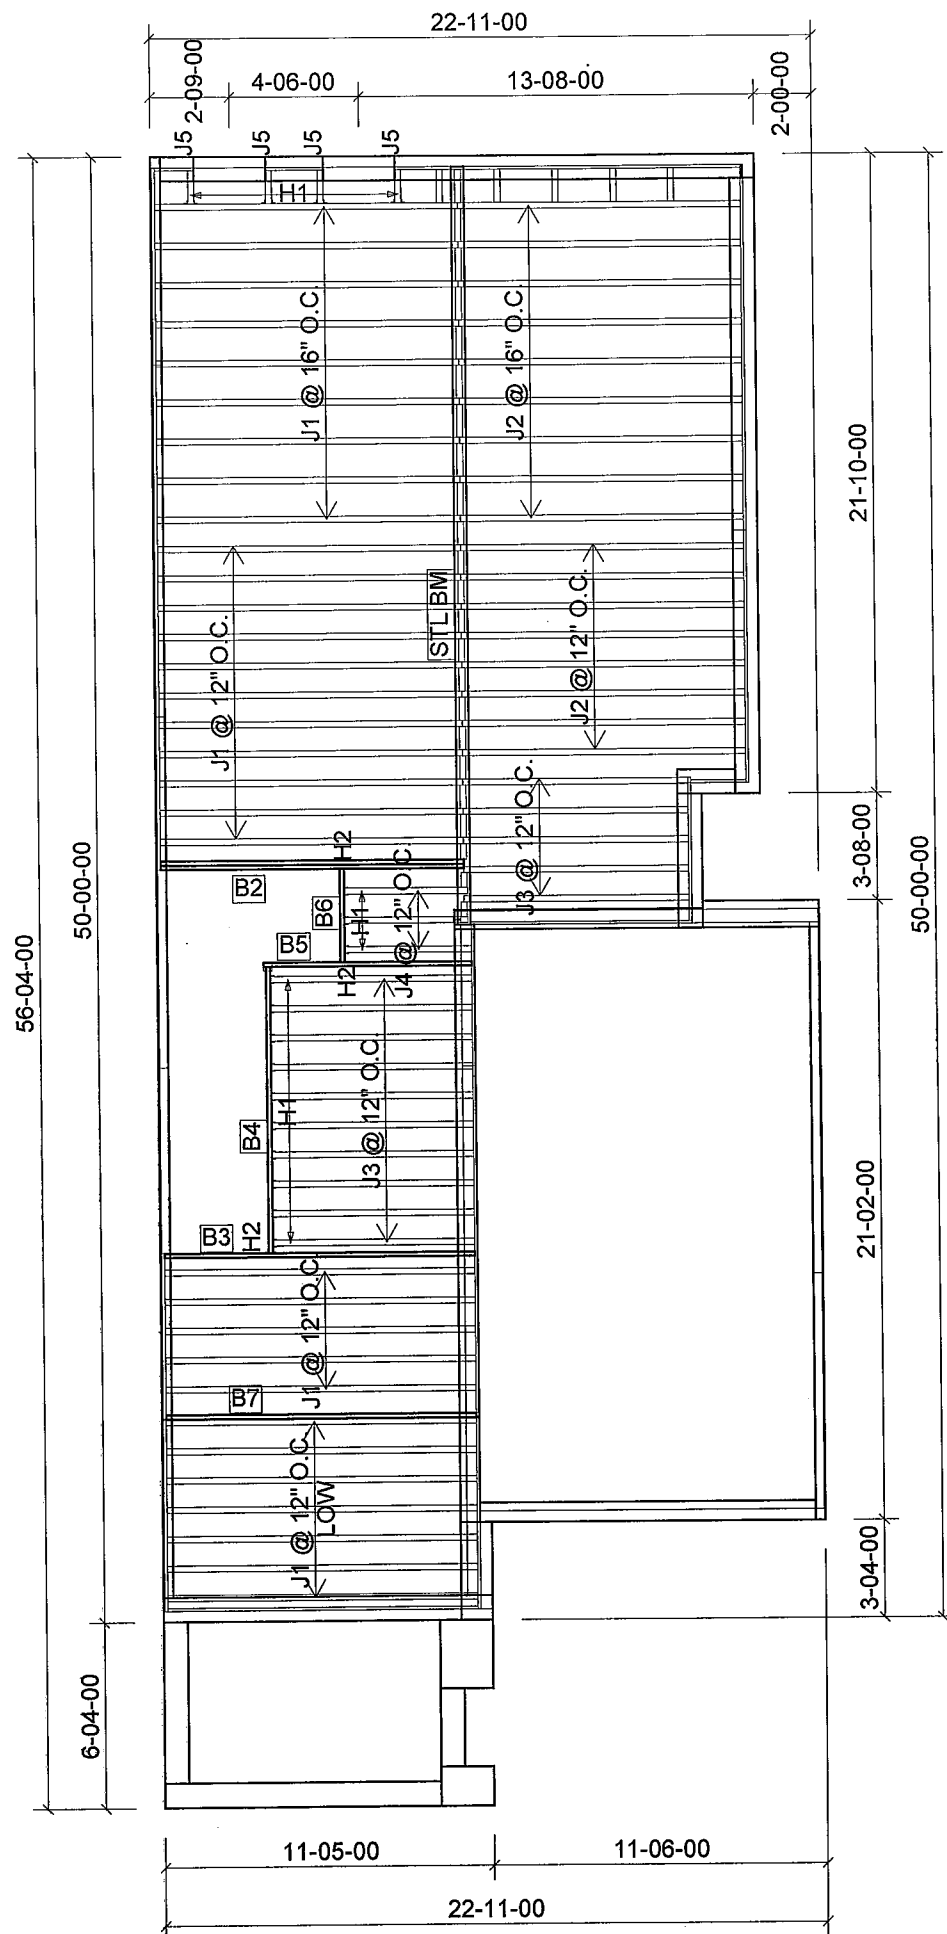 22-11-00
2-09-00
4-06-00
13-08-00
2-00-00
J5
J5
J5
J5
H1
J1 @ 16" O.C.
J2 @ 16" O.C.
21-10-00
STL BM
J1 @ 12" O.C.
J2 @ 12" O.C.
J3 @ 12" O.C.
H2
B2
B6
H1
J4 @ 12" O.C.
3-08-00
50-00-00
50-00-00
56-04-00
B5
H2
H1
J3 @ 12" O.C.
B4
B3
H2
21-02-00
J1 @ 12" O.C.
B7
J1 @ 12" O.C.
LOW
3-04-00
6-04-00
11-05-00
11-06-00
22-11-00